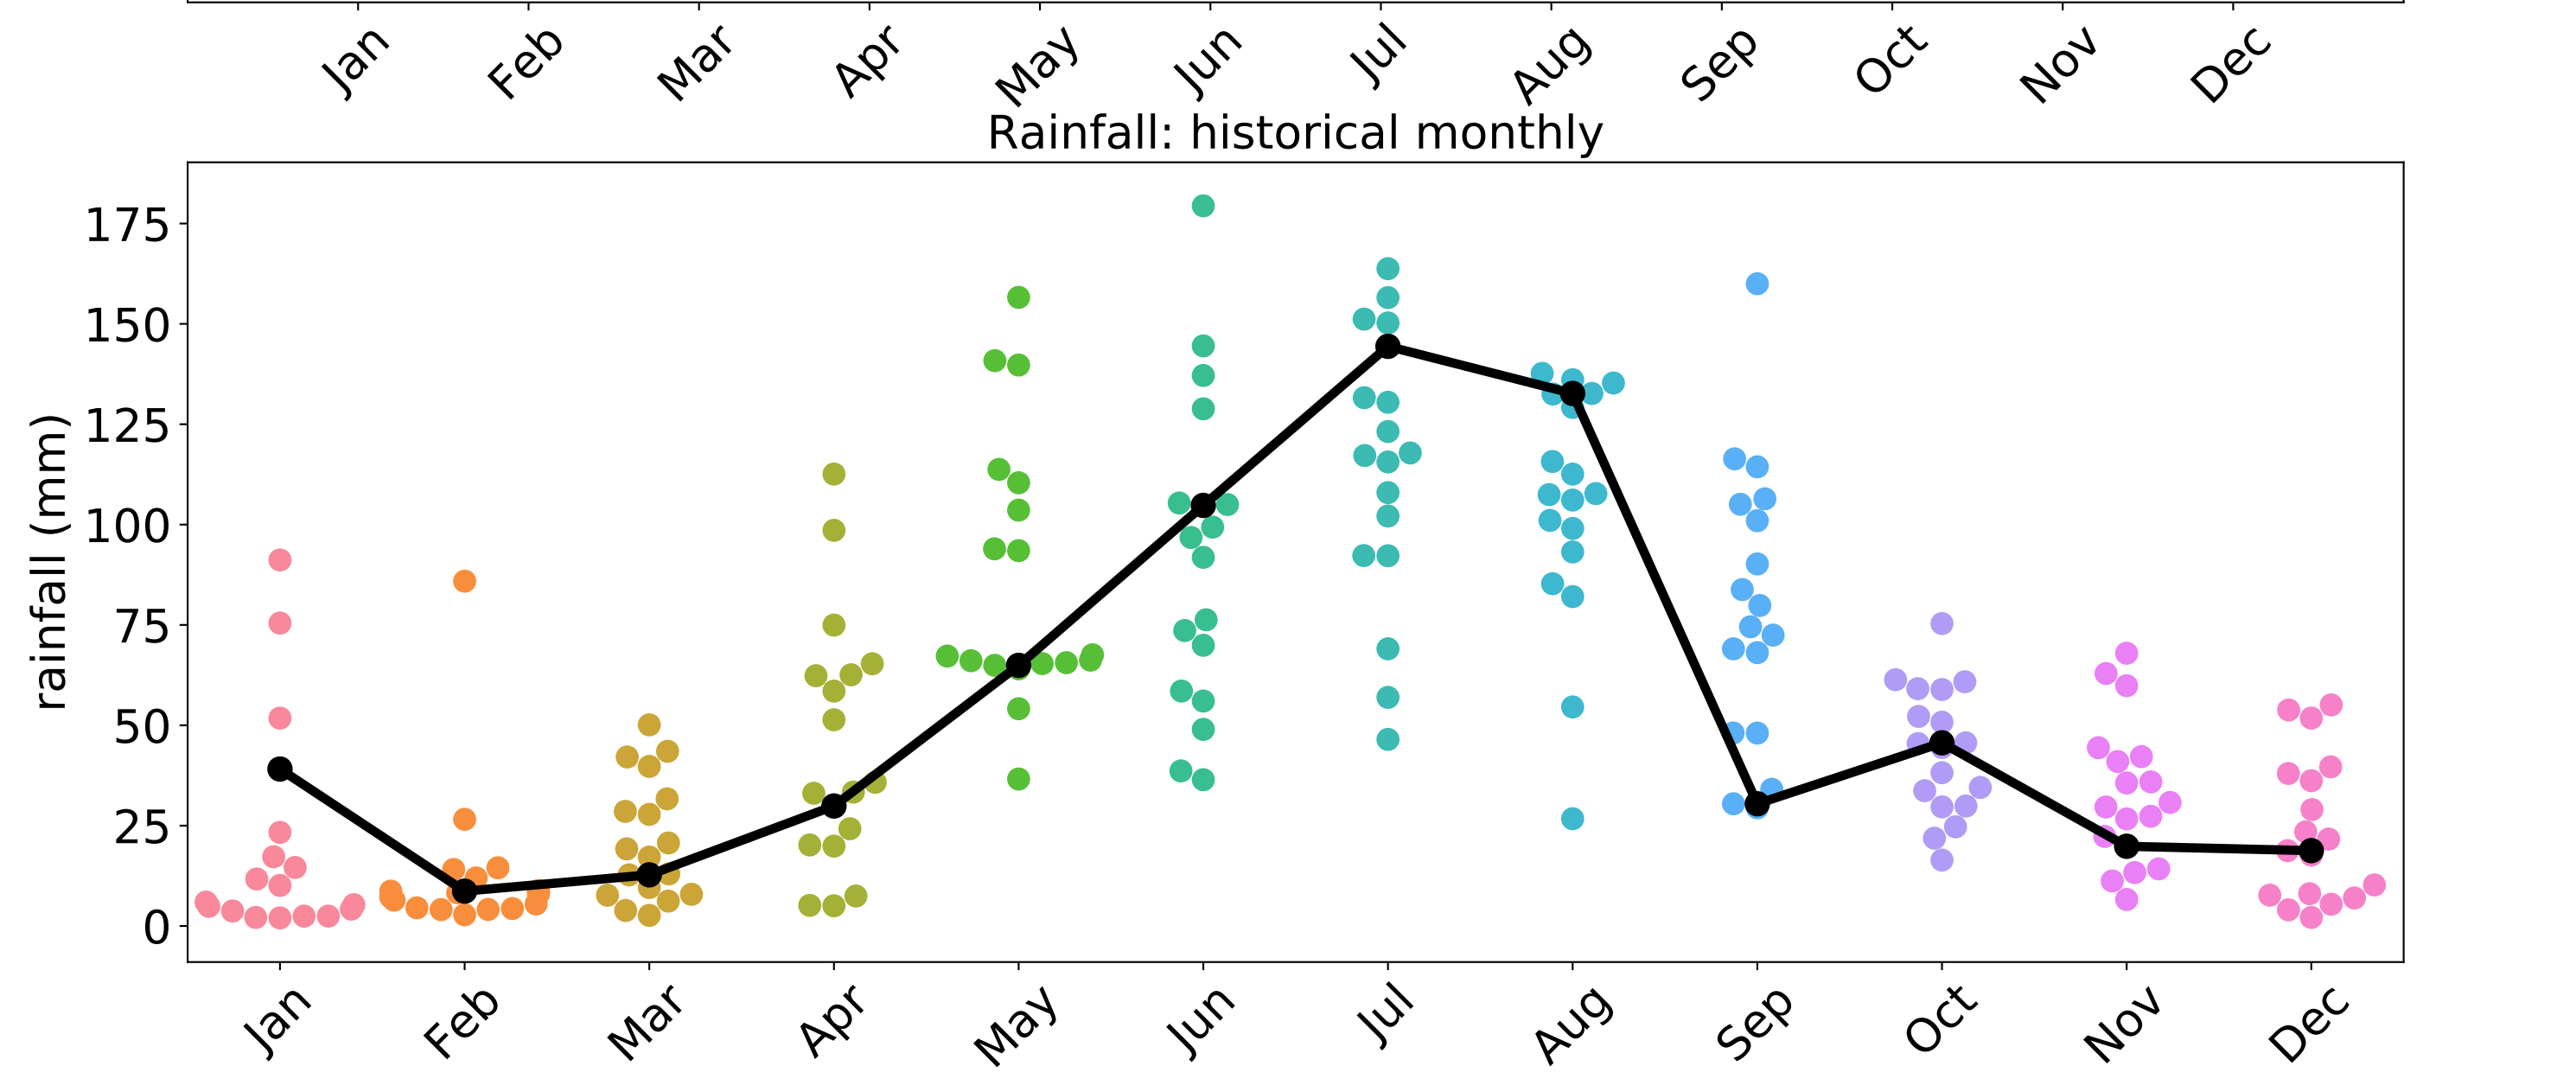 Jan Feb Mar Apr May Jun Jul Aug Sep Oct Nov Dec
Rainfall: historical monthly
rainfall (mm)
175
150
125
100
75
50
25
0
Jan Feb Mar Apr May Jun Jul Aug Sep Oct Nov Dec